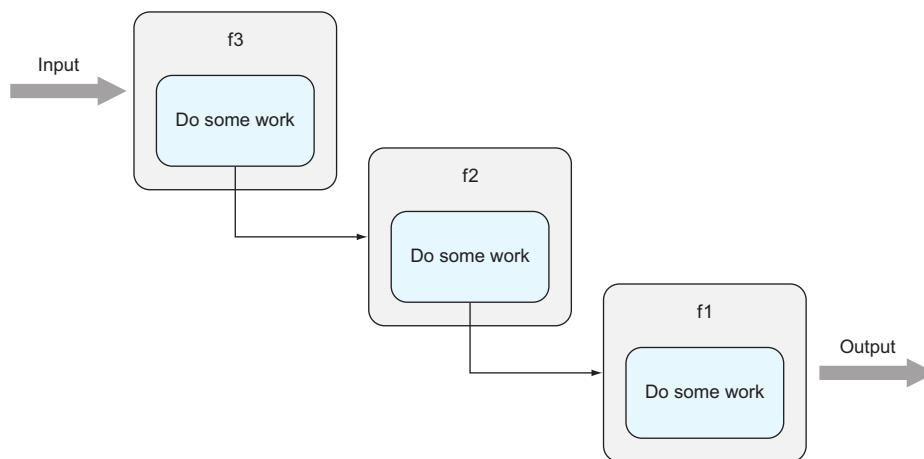 f3
Input
Do some work
f2
Do some work
f1
Output
Do some work